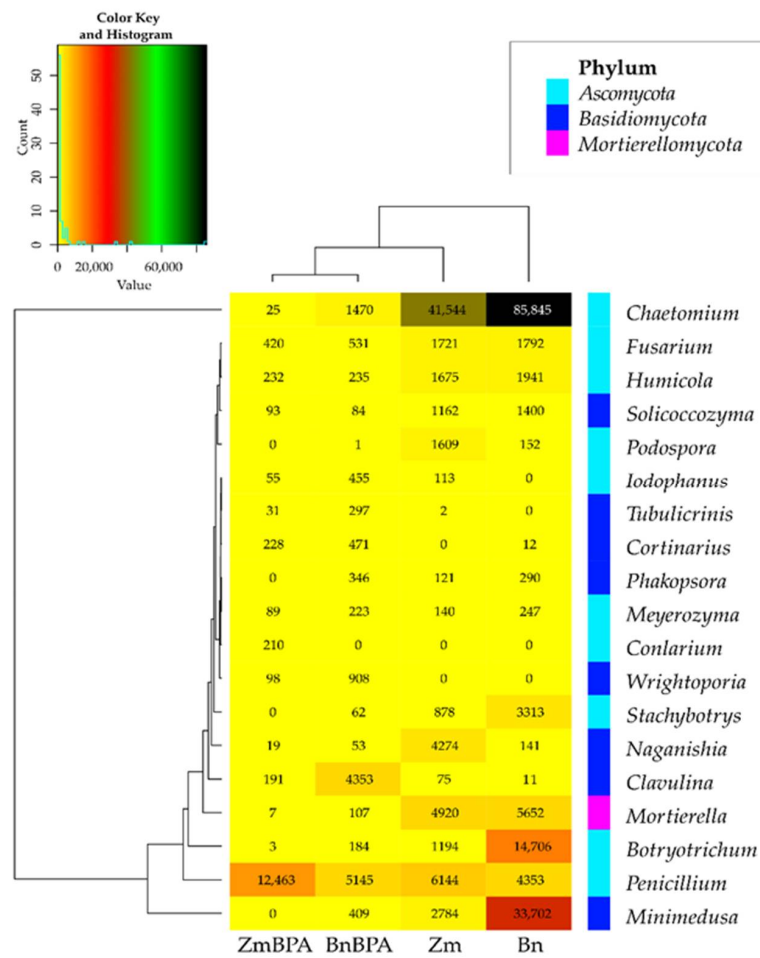 Color Key
and Histogram
Count
0 10 20 30 40 50
0 20,000 60,000
Value
Phylum
Ascomycota
Basidiomycota
Mortierellomycota
25 1470 41,544 85,845 Chaetomium
420 531 1721 1792 Fusarium
232 235 1675 1941 Humicola
93 84 1162 1400 Solicoccozyma
0 1 1609 152 Podospora
55 455 113 0 Iodophanus
31 297 2 0 Tubulicrinis
228 471 0 12 Cortinarius
0 346 121 290 Phakopsora
89 223 140 247 Meyerozyma
210 0 0 0 Conlarium
98 908 0 0 Wrightoporia
0 62 878 3313 Stachybotrys
19 53 4274 141 Naganishia
191 4353 75 11 Clavulina
7 107 4920 5652 Mortierella
3 184 1194 14,706 Botryotrichum
12,463 5145 6144 4353 Penicillium
0 409 2784 33,702 Minimedusa
ZmBPA BnBPA Zm Bn